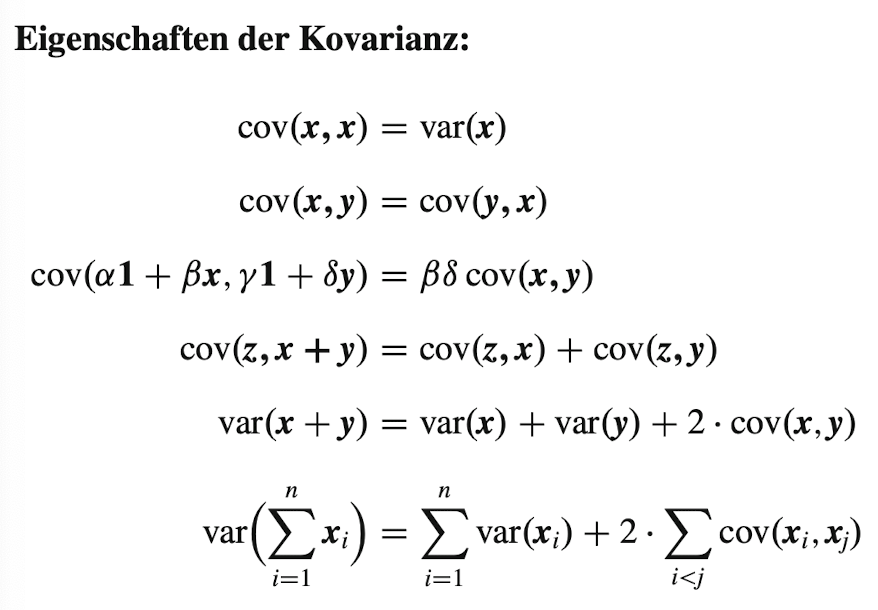 Eigenschaften der Kovarianz:
cov(x, x) = var(x)
cov(x, y) = cov(y, x)
cov(α1 + βx, γ1 + δy) = βδ cov(x, y)
cov(z, x + y) = cov(z, x) + cov(z, y)
var(x + y) = var(x) + var(y) + 2 · cov(x, y)
var(∑_{i=1}^{n} x_i) = ∑_{i=1}^{n} var(x_i) + 2 · ∑_{i<j} cov(x_i, x_j)